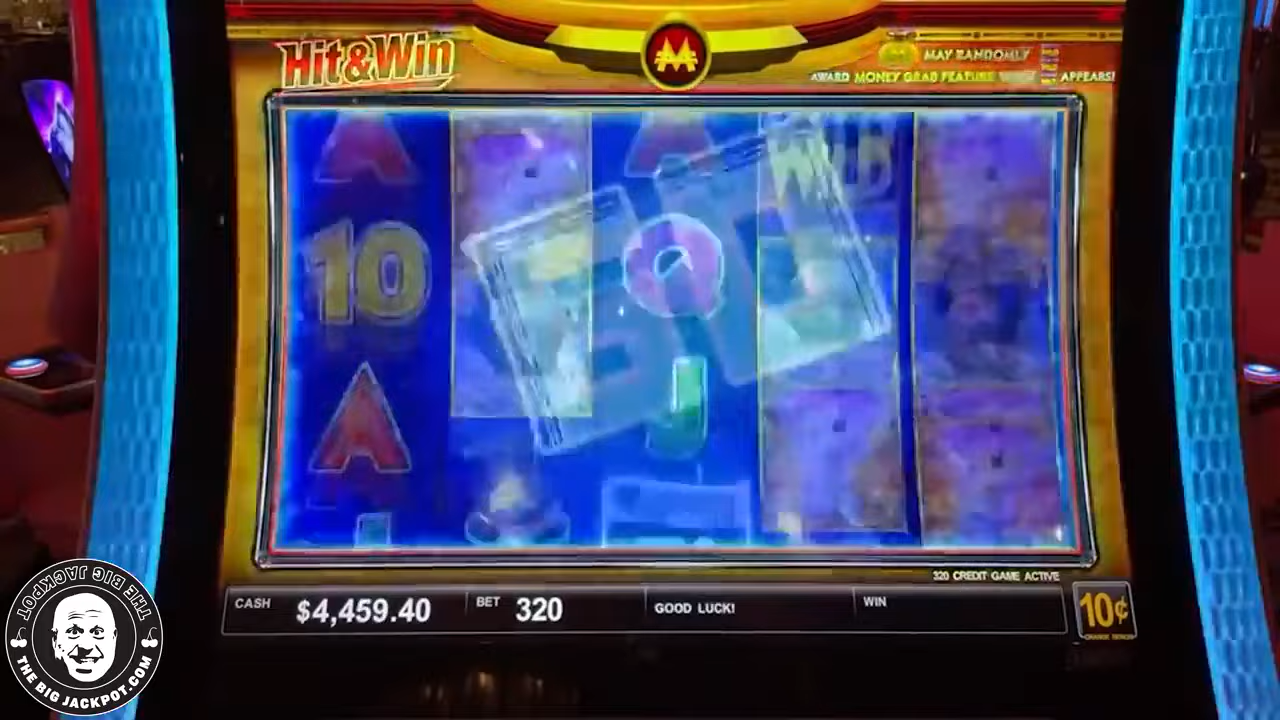 Hit&Win
MAY RANDOMLY
AWARD MONEY GRAB FEATURE
APPEARS!
A
A
WILD
10
Q
A
J
320 CREDIT GAME ACTIVE
CASH $4,459.40 BET 320 GOOD LUCK! WIN 10¢
THE BIG JACKPOT
THE BIG JACKPOT.COM